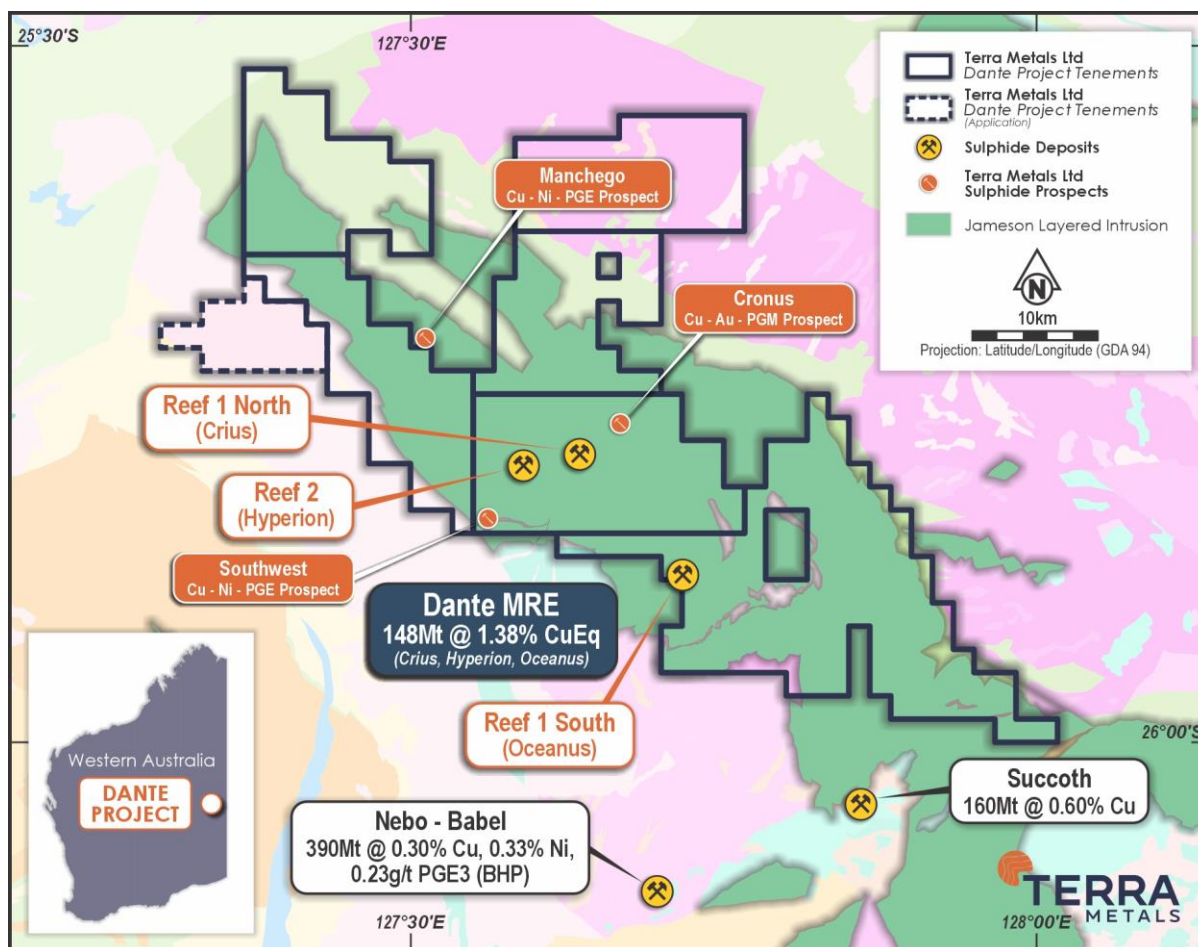 25°30'S
127°30'E
Terra Metals Ltd
Dante Project Tenements
Terra Metals Ltd
Dante Project Tenements
(Application)
Sulphide Deposits
Terra Metals Ltd
Sulphide Prospects
Jameson Layered Intrusion
N
10km
Projection: Latitude/Longitude (GDA 94)
Manchego
Cu - Ni - PGE Prospect
Cronus
Cu - Au - PGM Prospect
Reef 1 North
(Crius)
Reef 2
(Hyperion)
Southwest
Cu - Ni - PGE Prospect
Dante MRE
148Mt @ 1.38% CuEq
(Crius, Hyperion, Oceanus)
Reef 1 South
(Oceanus)
26°00'S
Western Australia
DANTE
PROJECT
Succoth
160Mt @ 0.60% Cu
Nebo - Babel
390Mt @ 0.30% Cu, 0.33% Ni,
0.23g/t PGE3 (BHP)
TERRA
METALS
127°30'E
128°00'E